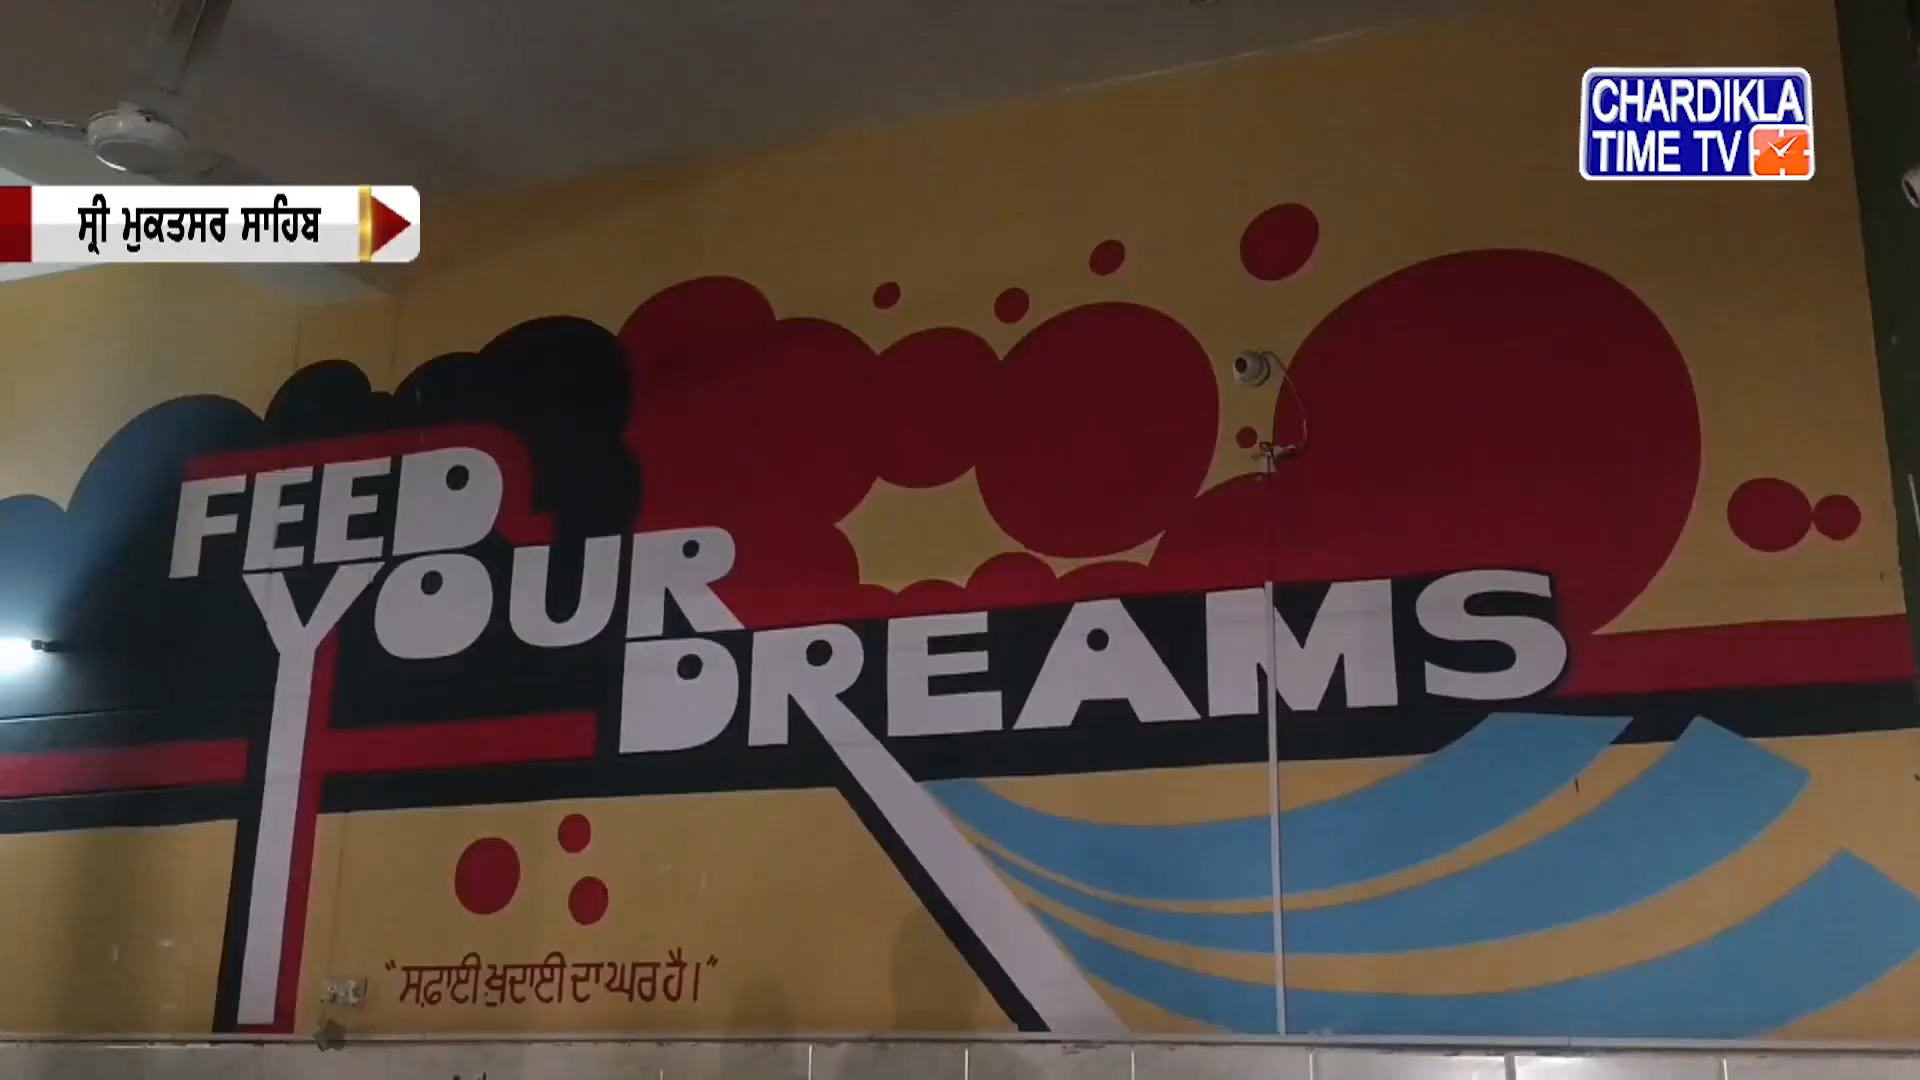 CHARDIKLA
TIME TV
ਸ੍ਰੀ ਮੁਕਤਸਰ ਸਾਹਿਬ
FEED
YOUR
DREAMS
"ਸਫ਼ਾਈ ਖ਼ੁਦਾਈ ਦਾ ਘਰ ਹੈ।"